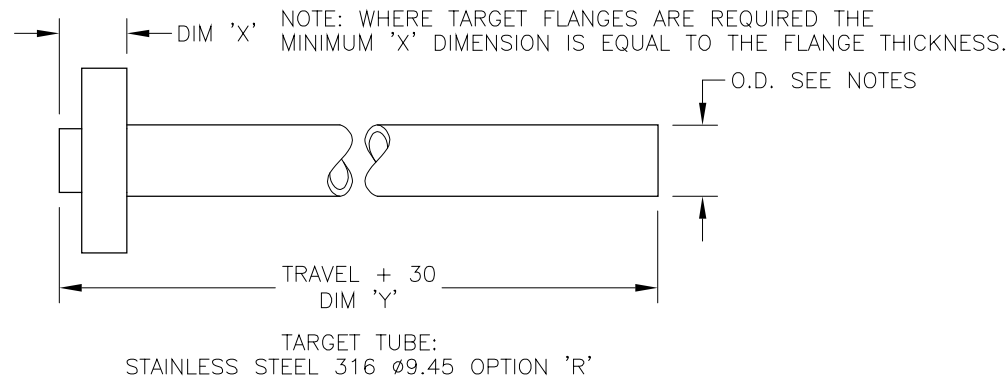 DIM 'X'
NOTE: WHERE TARGET FLANGES ARE REQUIRED THE
MINIMUM 'X' DIMENSION IS EQUAL TO THE FLANGE THICKNESS.
O.D. SEE NOTES
TRAVEL + 30
DIM 'Y'
TARGET TUBE:
STAINLESS STEEL 316 ø9.45 OPTION 'R'